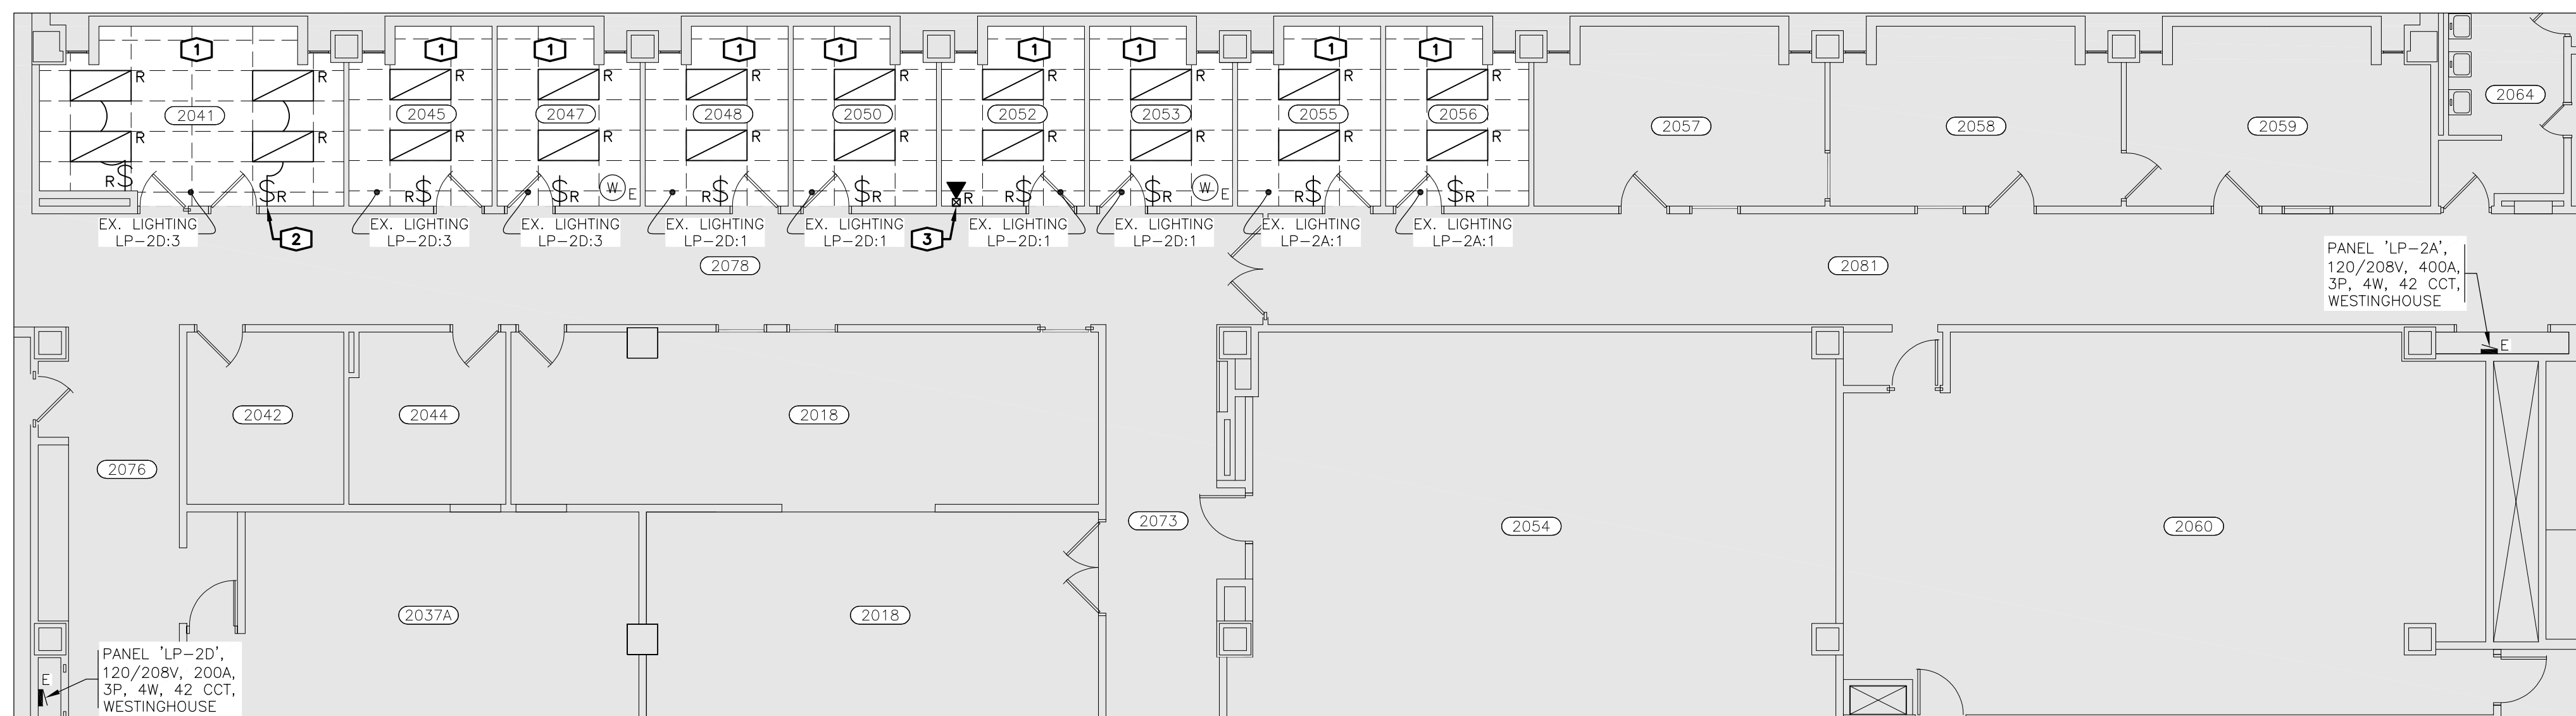 1
1
1
1
1
1
1
1
1
R
R
R
R
R
R
R
R
R
R
2041
2045
2047
2048
2050
2052
2053
2055
2056
2057
2058
2059
2064
R
R
R
R
R
R
R
R
R
R
R$
$R
R$
$R
W E
R$
$R
R
R$
$R
W E
R$
$R
EX. LIGHTING
LP-2D:3
2
EX. LIGHTING
LP-2D:3
EX. LIGHTING
LP-2D:3
EX. LIGHTING
LP-2D:1
EX. LIGHTING
LP-2D:1
3
EX. LIGHTING
LP-2D:1
EX. LIGHTING
LP-2D:1
EX. LIGHTING
LP-2A:1
EX. LIGHTING
LP-2A:1
2078
2081
PANEL 'LP-2A',
120/208V, 400A,
3P, 4W, 42 CCT,
WESTINGHOUSE
E
2042
2044
2018
2076
2073
2054
2060
2037A
2018
PANEL 'LP-2D',
120/208V, 200A,
3P, 4W, 42 CCT,
WESTINGHOUSE
E